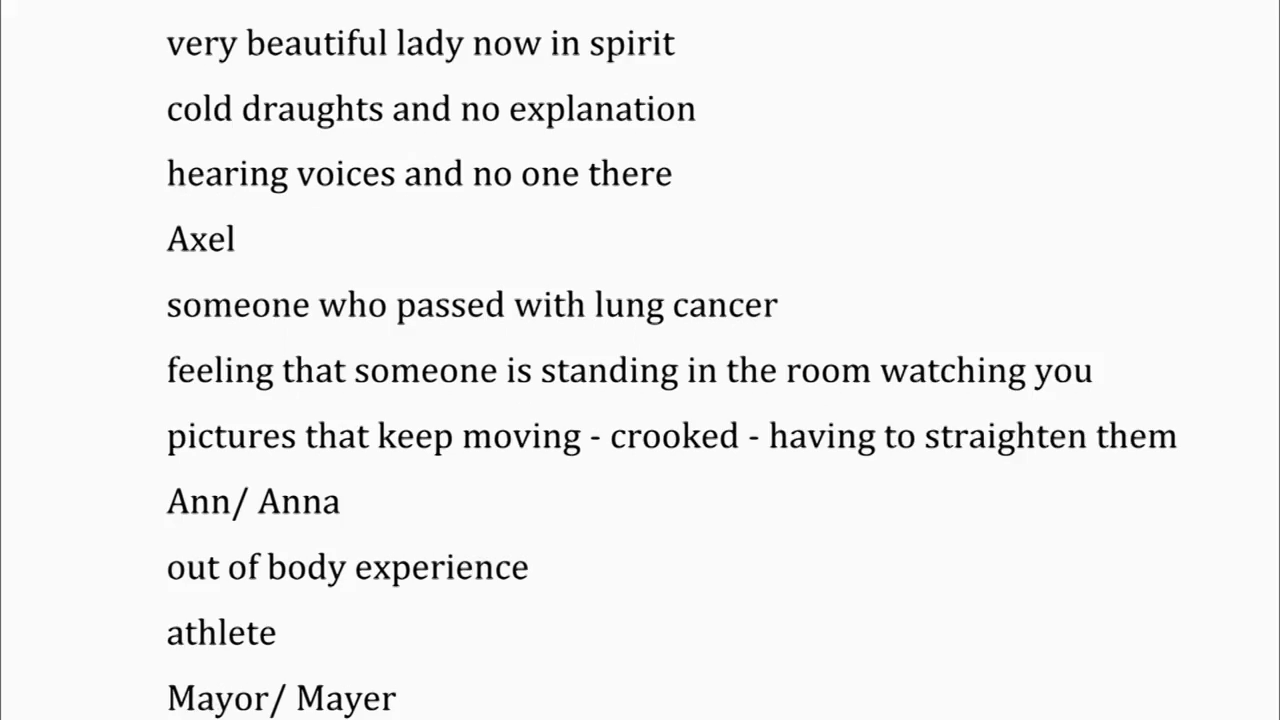 very beautiful lady now in spirit
cold draughts and no explanation
hearing voices and no one there
Axel
someone who passed with lung cancer
feeling that someone is standing in the room watching you
pictures that keep moving - crooked - having to straighten them
Ann/ Anna
out of body experience
athlete
Mayor/ Mayer